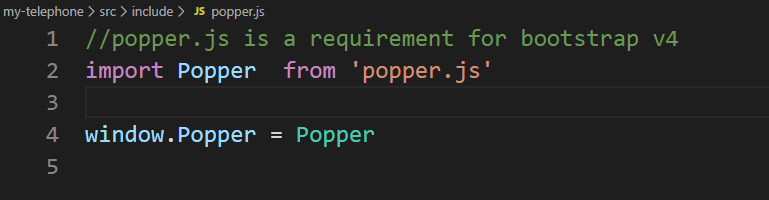 my-telephone > src > include > JS popper.js
1 //popper.js is a requirement for bootstrap v4
2 import Popper  from 'popper.js'
3
4 window.Popper = Popper
5